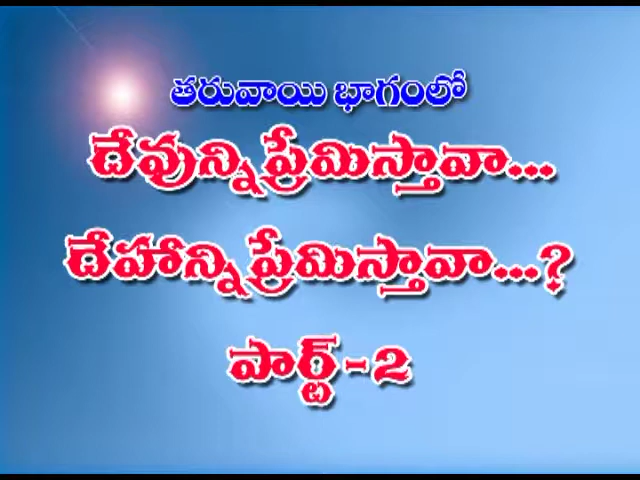 తరువాయి భాగంలో
దేవున్ని ప్రేమిస్తావా...
దేహాన్ని ప్రేమిస్తావా...?
పార్ట్ - 2